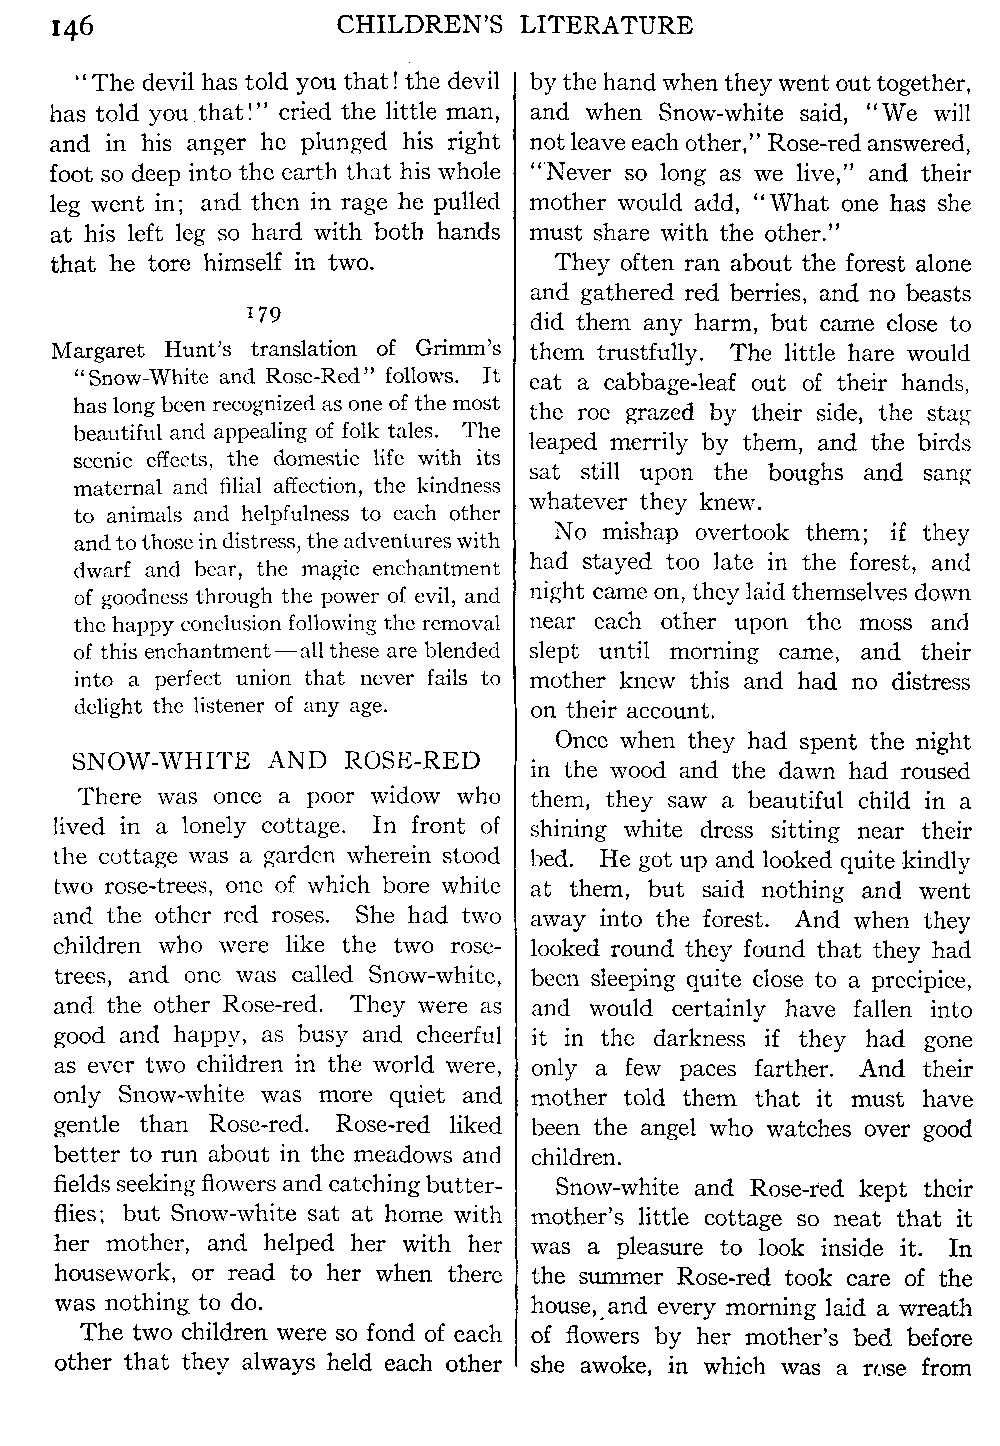 146 CHILDREN'S LITERATURE
"The devil has told you that! the devil
has told you that!" cried the little man,
and in his anger he plunged his right
foot so deep into the earth that his whole
leg went in; and then in rage he pulled
at his left leg so hard with both hands
that he tore himself in two.
179
Margaret Hunt's translation of Grimm's
"Snow-White and Rose-Red" follows. It
has long been recognized as one of the most
beautiful and appealing of folk tales. The
scenic effects, the domestic life with its
maternal and filial affection, the kindness
to animals and helpfulness to each other
and to those in distress, the adventures with
dwarf and bear, the magic enchantment
of goodness through the power of evil, and
the happy conclusion following the removal
of this enchantment—all these are blended
into a perfect union that never fails to
delight the listener of any age.
SNOW-WHITE AND ROSE-RED
There was once a poor widow who
lived in a lonely cottage. In front of
the cottage was a garden wherein stood
two rose-trees, one of which bore white
and the other red roses. She had two
children who were like the two rose-
trees, and one was called Snow-white,
and the other Rose-red. They were as
good and happy, as busy and cheerful
as ever two children in the world were,
only Snow-white was more quiet and
gentle than Rose-red. Rose-red liked
better to run about in the meadows and
fields seeking flowers and catching butter-
flies; but Snow-white sat at home with
her mother, and helped her with her
housework, or read to her when there
was nothing to do.
The two children were so fond of each
other that they always held each other
by the hand when they went out together,
and when Snow-white said, "We will
not leave each other," Rose-red answered,
"Never so long as we live," and their
mother would add, "What one has she
must share with the other."
They often ran about the forest alone
and gathered red berries, and no beasts
did them any harm, but came close to
them trustfully. The little hare would
eat a cabbage-leaf out of their hands,
the roe grazed by their side, the stag
leaped merrily by them, and the birds
sat still upon the boughs and sang
whatever they knew.
No mishap overtook them; if they
had stayed too late in the forest, and
night came on, they laid themselves down
near each other upon the moss and
slept until morning came, and their
mother knew this and had no distress
on their account.
Once when they had spent the night
in the wood and the dawn had roused
them, they saw a beautiful child in a
shining white dress sitting near their
bed. He got up and looked quite kindly
at them, but said nothing and went
away into the forest. And when they
looked round they found that they had
been sleeping quite close to a precipice,
and would certainly have fallen into
it in the darkness if they had gone
only a few paces farther. And their
mother told them that it must have
been the angel who watches over good
children.
Snow-white and Rose-red kept their
mother's little cottage so neat that it
was a pleasure to look inside it. In
the summer Rose-red took care of the
house, and every morning laid a wreath
of flowers by her mother's bed before
she awoke, in which was a rose from